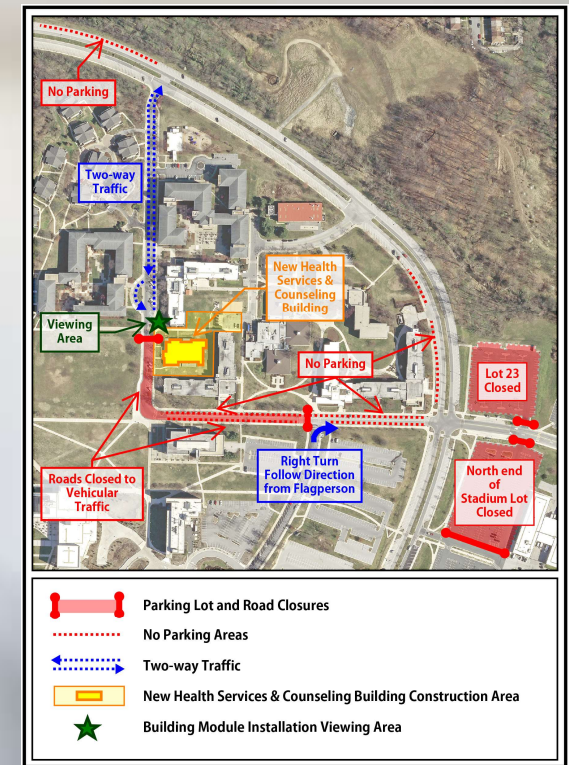 No Parking
Two-way
Traffic
New Health
Services &
Counseling
Building
Viewing
Area
No Parking
Lot 23
Closed
Roads Closed to
Vehicular
Traffic
Right Turn
Follow Direction
from Flagperson
North end
of
Stadium Lot
Closed
Parking Lot and Road Closures
No Parking Areas
Two-way Traffic
New Health Services & Counseling Building Construction Area
Building Module Installation Viewing Area